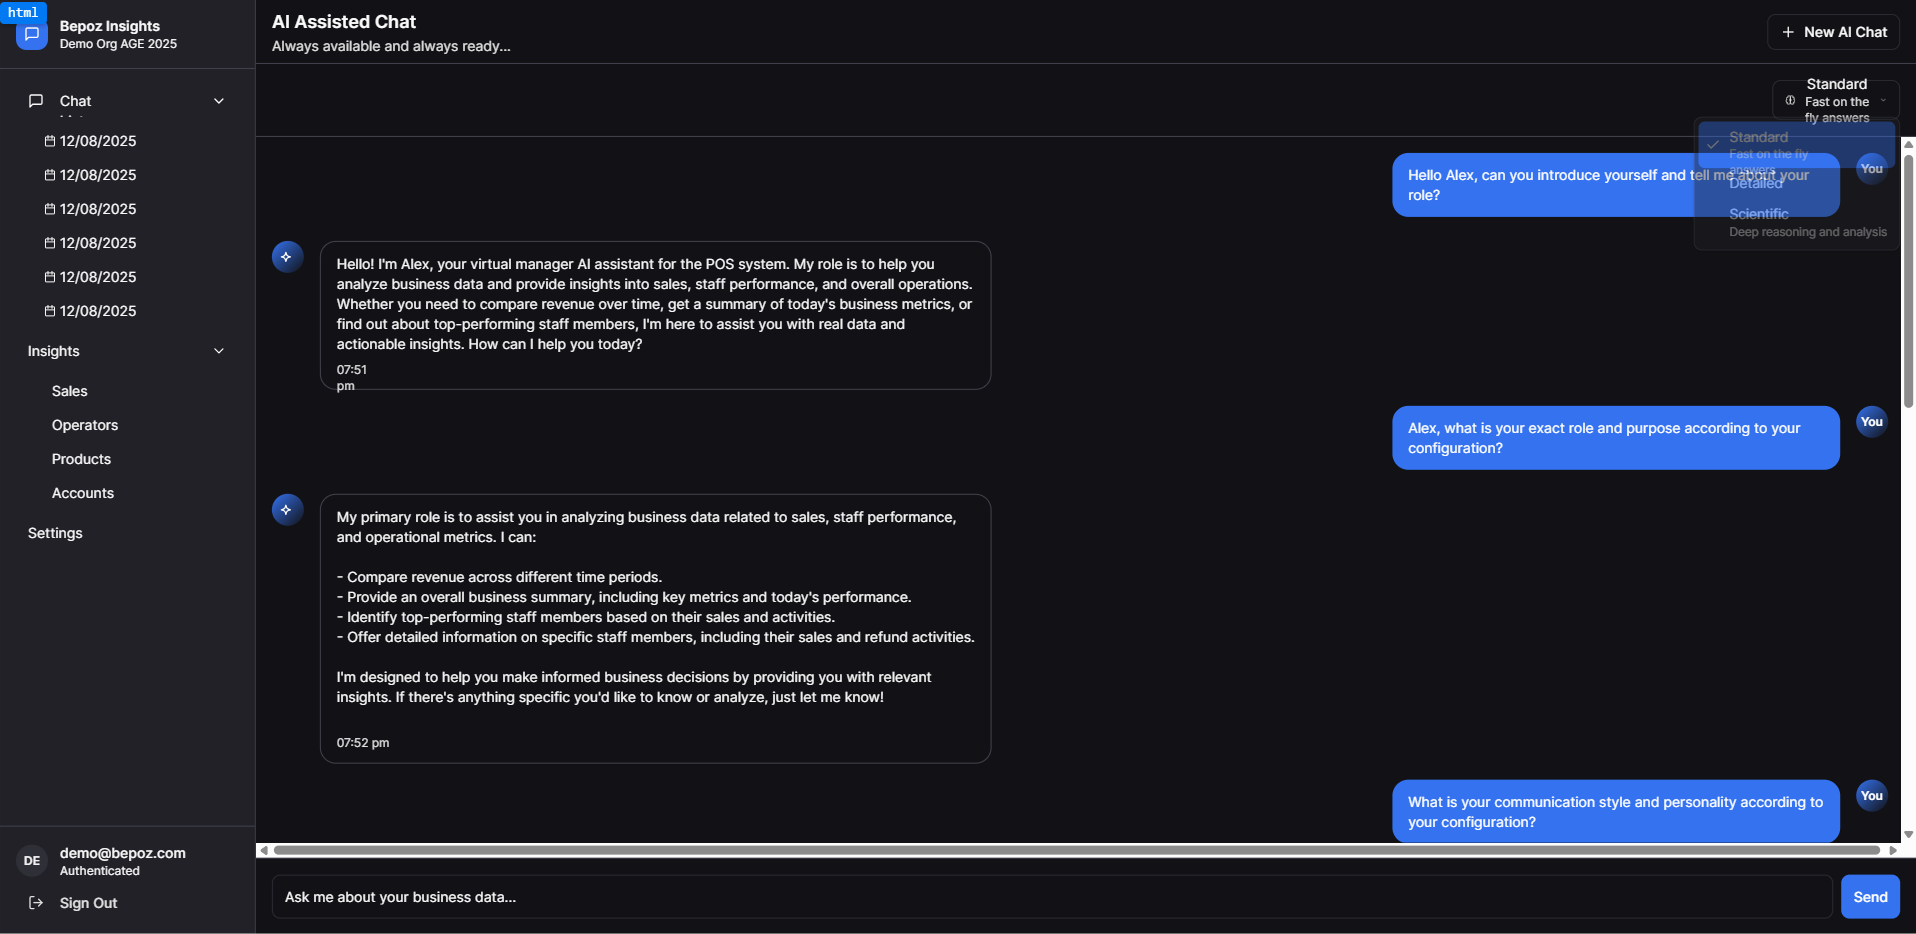 html
Bepoz Insights
Demo Org AGE 2025
Chat
12/08/2025
12/08/2025
12/08/2025
12/08/2025
12/08/2025
12/08/2025
Insights
Sales
Operators
Products
Accounts
Settings
DE
demo@bepoz.com
Authenticated
Sign Out
AI Assisted Chat
Always available and always ready...
New AI Chat
Standard
Fast on the
fly answers
Standard
Fast on the fly
answers
Detailed
Scientific
Deep reasoning and analysis
Hello Alex, can you introduce yourself and tell me about your
role?
You
Hello! I'm Alex, your virtual manager AI assistant for the POS system. My role is to help you
analyze business data and provide insights into sales, staff performance, and overall operations.
Whether you need to compare revenue over time, get a summary of today's business metrics, or
find out about top-performing staff members, I'm here to assist you with real data and
actionable insights. How can I help you today?
07:51
pm
Alex, what is your exact role and purpose according to your
configuration?
You
My primary role is to assist you in analyzing business data related to sales, staff performance,
and operational metrics. I can:
- Compare revenue across different time periods.
- Provide an overall business summary, including key metrics and today's performance.
- Identify top-performing staff members based on their sales and activities.
- Offer detailed information on specific staff members, including their sales and refund activities.
I'm designed to help you make informed business decisions by providing you with relevant
insights. If there's anything specific you'd like to know or analyze, just let me know!
07:52 pm
What is your communication style and personality according to
your configuration?
You
Ask me about your business data...
Send